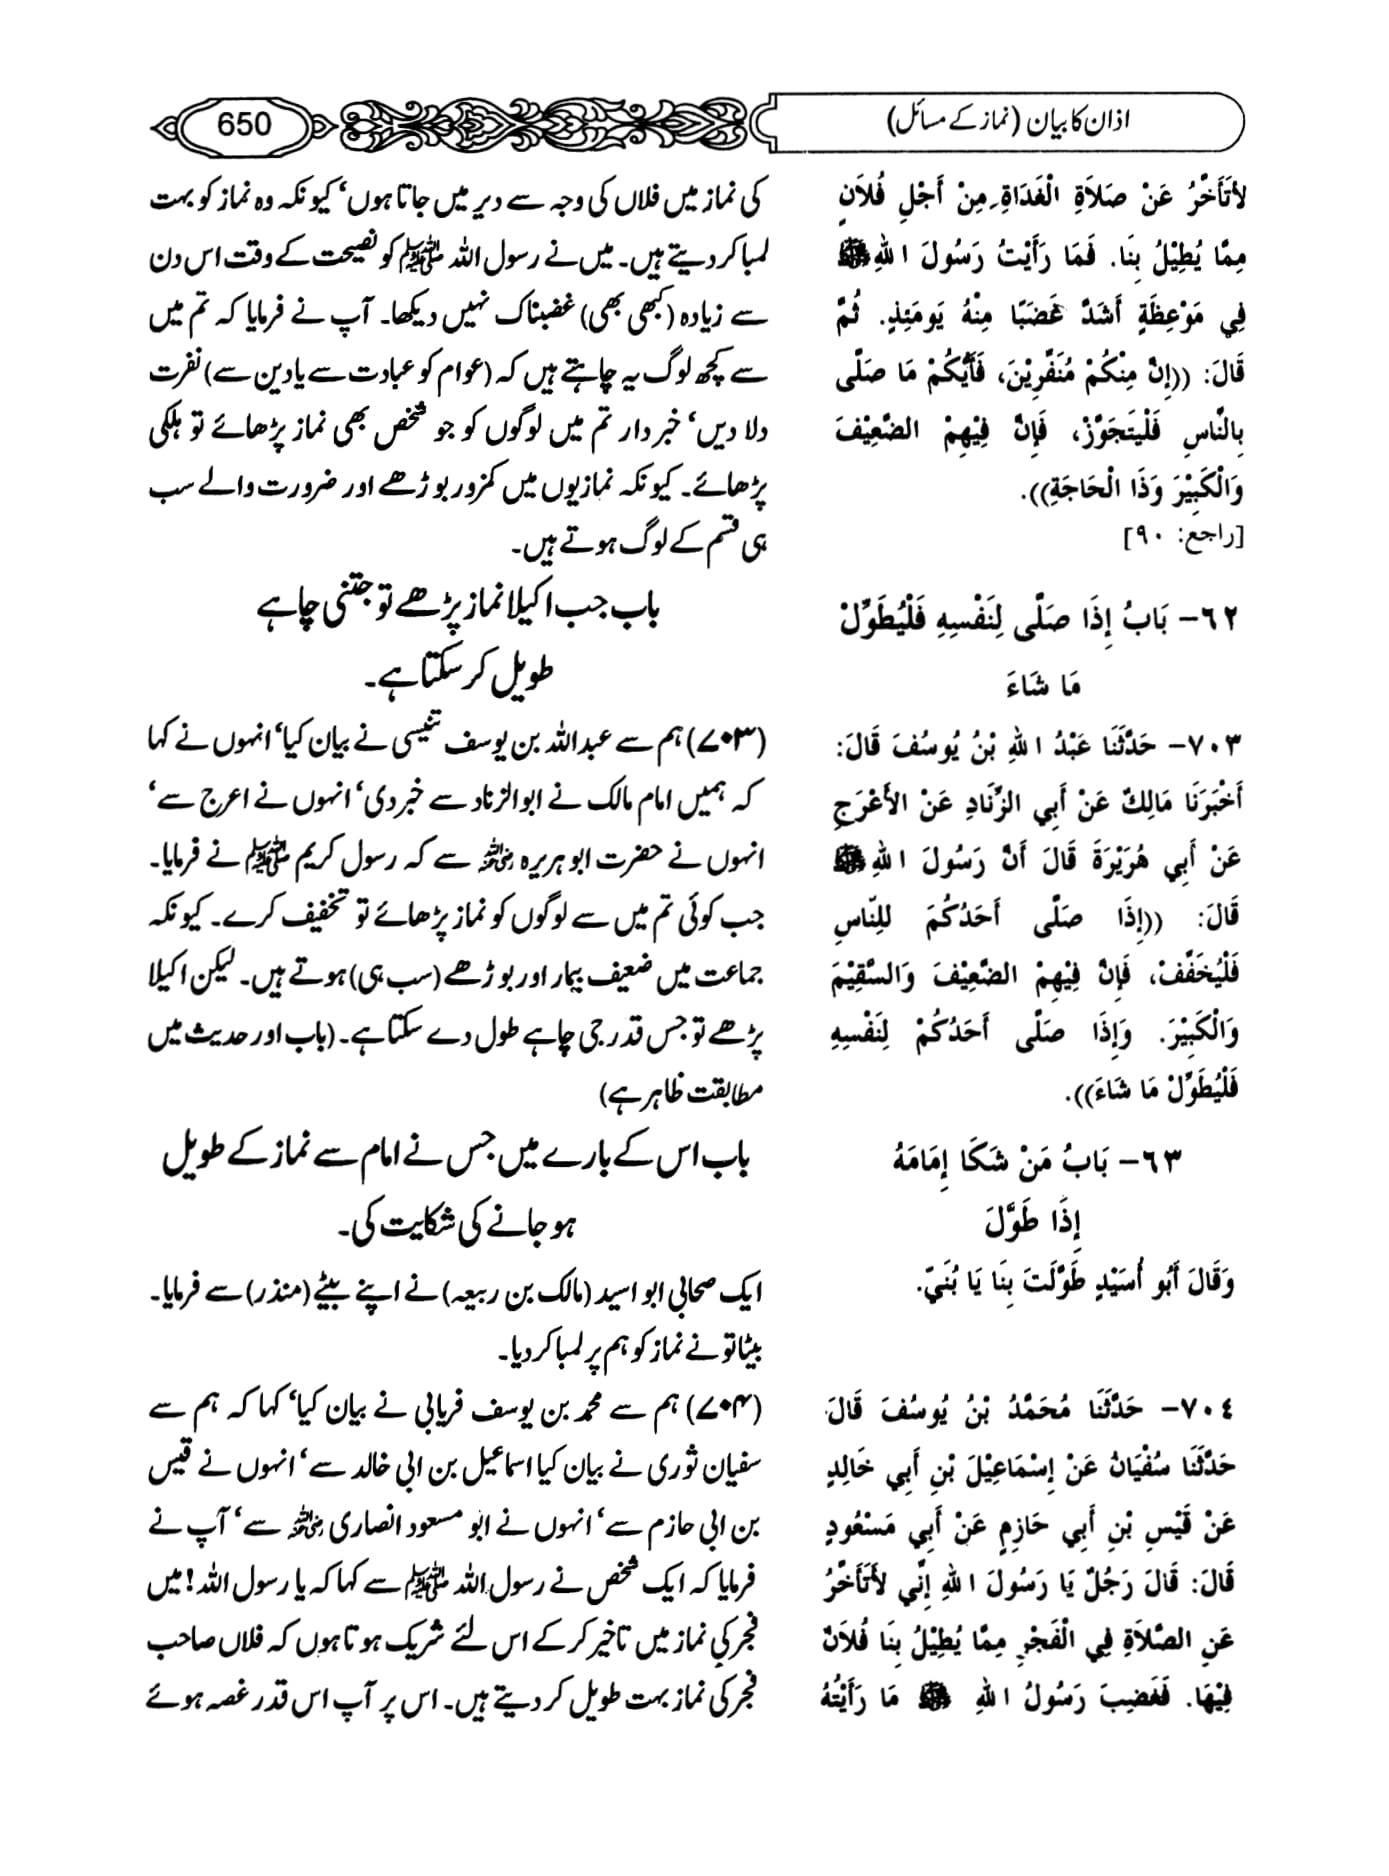 اذان کا بیان (نماز کے مسائل)
650
لأَتَأَخَّرُ عَنْ صَلاَةِ الْغَدَاةِ مِنْ أَجْلِ فُلاَنٍ
مِمَّا يُطِيْلُ بِنَا. فَمَا رَأَيْتُ رَسُولَ اللهِ ﷺ
فِي مَوْعِظَةٍ أَشَدَّ غَضَبًا مِنْهُ يَومَئِذٍ. ثُمَّ
قَالَ: ((إِنَّ مِنْكُمْ مُنَفِّرِيْنَ، فَأَيُّكُمْ مَا صَلَّى
بِالنَّاسِ فَلْيَتَجَوَّزْ، فَإِنَّ فِيْهِمْ الضَّعِيْفَ
وَالْكَبِيْرَ وَذَا الْحَاجَةِ)).
[راجع: ٩٠]
٦٢- بَابُ إِذَا صَلَّى لِنَفْسِهِ فَلْيُطَوِّلْ
مَا شَاءَ
٧٠٣- حَدَّثَنَا عَبْدُ اللهِ بْنُ يُوسُفَ قَالَ:
أَخْبَرَنَا مَالِكٌ عَنْ أَبِي الزِّنَادِ عَنْ الأَعْرَجِ
عَنْ أَبِي هُرَيْرَةَ قَالَ أَنَّ رَسُولَ اللهِ ﷺ
قَالَ: ((إِذَا صَلَّى أَحَدُكُمَ لِلنَّاسِ
فَلْيُخَفِّفْ، فَإِنَّ فِيْهِمْ الضَّعِيْفَ وَالسَّقِيْمَ
وَالْكَبِيْرَ. وَإِذَا صَلَّى أَحَدُكُمْ لِنَفْسِهِ
فَلْيُطَوِّلْ مَا شَاءَ)).
٦٣- بَابُ مَنْ شَكَا إِمَامَهُ
إِذَا طَوَّلَ
وَقَالَ أَبُو أُسَيْدٍ طَوَّلَتَ بِنَا يَا بُنَيّ.
٧٠٤- حَدَّثَنَا مُحَمَّدُ بْنُ يُوسُفَ قَالَ
حَدَّثَنَا سُفْيَانُ عَنْ إِسْمَاعِيْلَ بْنِ أَبِي خَالِدٍ
عَنْ قَيْسِ بْنِ أَبِي حَازِمٍ عَنْ أَبِي مَسْعُودٍ
قَالَ: قَالَ رَجُلٌ يَا رَسُولَ اللهِ إِنِّي لأَتَأَخَّرُ
عَنِ الصَّلاَةِ فِي الْفَجْرِ مِمَّا يُطِيْلُ بِنَا فُلاَنٌ
فِيْهَا. فَغَضِبَ رَسُولُ اللهِ ﷺ مَا رَأَيْتُهُ
کی نماز میں فلاں کی وجہ سے دیر میں جاتا ہوں‘ کیونکہ وہ نماز کو بہت
لمبا کر دیتے ہیں۔ میں نے رسول اللہ ﷺ کو نصیحت کے وقت اس دن
سے زیادہ (کبھی بھی) غضبناک نہیں دیکھا۔ آپ نے فرمایا کہ تم میں
سے کچھ لوگ یہ چاہتے ہیں کہ (عوام کو عبادت سے یا دین سے) نفرت
دلا دیں‘ خبردار تم میں لوگوں کو جو شخص بھی نماز پڑھائے تو ہلکی
پڑھائے۔ کیونکہ نمازیوں میں کمزور بوڑھے اور ضرورت والے سب
ہی قسم کے لوگ ہوتے ہیں۔
باب جب اکیلا نماز پڑھے تو جتنی چاہے
طویل کر سکتا ہے۔
(۷۰۳) ہم سے عبداللہ بن یوسف تنیسی نے بیان کیا‘ انہوں نے کہا
کہ ہمیں امام مالک نے ابوالزناد سے خبر دی‘ انہوں نے اعرج سے‘
انہوں نے حضرت ابو ہریرہ رضی اللہ عنہ سے کہ رسول کریم ﷺ نے فرمایا۔
جب کوئی تم میں سے لوگوں کو نماز پڑھائے تو تخفیف کرے۔ کیونکہ
جماعت میں ضعیف بیمار اور بوڑھے (سب ہی) ہوتے ہیں۔ لیکن اکیلا
پڑھے تو جس قدر جی چاہے طول دے سکتا ہے۔ (باب اور حدیث میں
مطابقت ظاہر ہے)
باب اس کے بارے میں جس نے امام سے نماز کے طویل
ہو جانے کی شکایت کی۔
ایک صحابی ابو اسید (مالک بن ربیعہ) نے اپنے بیٹے (منذر) سے فرمایا۔
بیٹا تو نے نماز کو ہم پر لمبا کر دیا۔
(۷۰۴) ہم سے محمد بن یوسف فریابی نے بیان کیا‘ کہا کہ ہم سے
سفیان ثوری نے بیان کیا اسماعیل بن ابی خالد سے‘ انہوں نے قیس
بن ابی حازم سے‘ انہوں نے ابو مسعود انصاری رضی اللہ عنہ سے‘ آپ نے
فرمایا کہ ایک شخص نے رسول اللہ ﷺ سے کہا کہ یا رسول اللہ! میں
فجر کی نماز میں تاخیر کر کے اس لئے شریک ہوتا ہوں کہ فلاں صاحب
فجر کی نماز بہت طویل کر دیتے ہیں۔ اس پر آپ اس قدر غصہ ہوئے